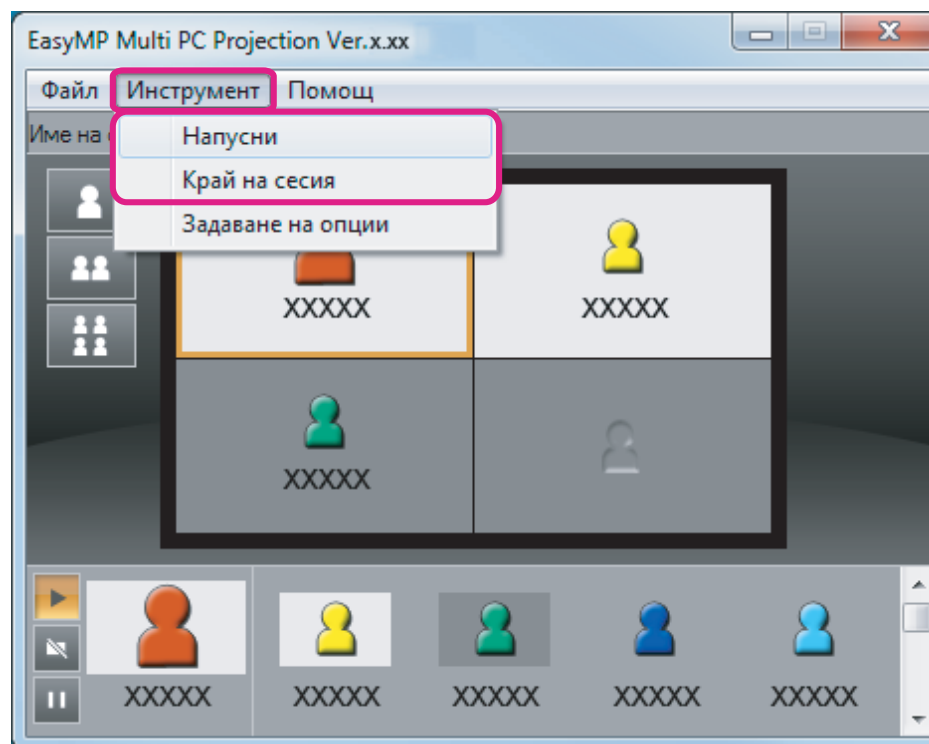 EasyMP Multi PC Projection Ver.x.xx
Файл Инструмент Помощ
Име на
Напусни
Край на сесия
Задаване на опции
XXXXX XXXXX
XXXXX
XXXXX XXXXX XXXXX XXXXX XXXXX